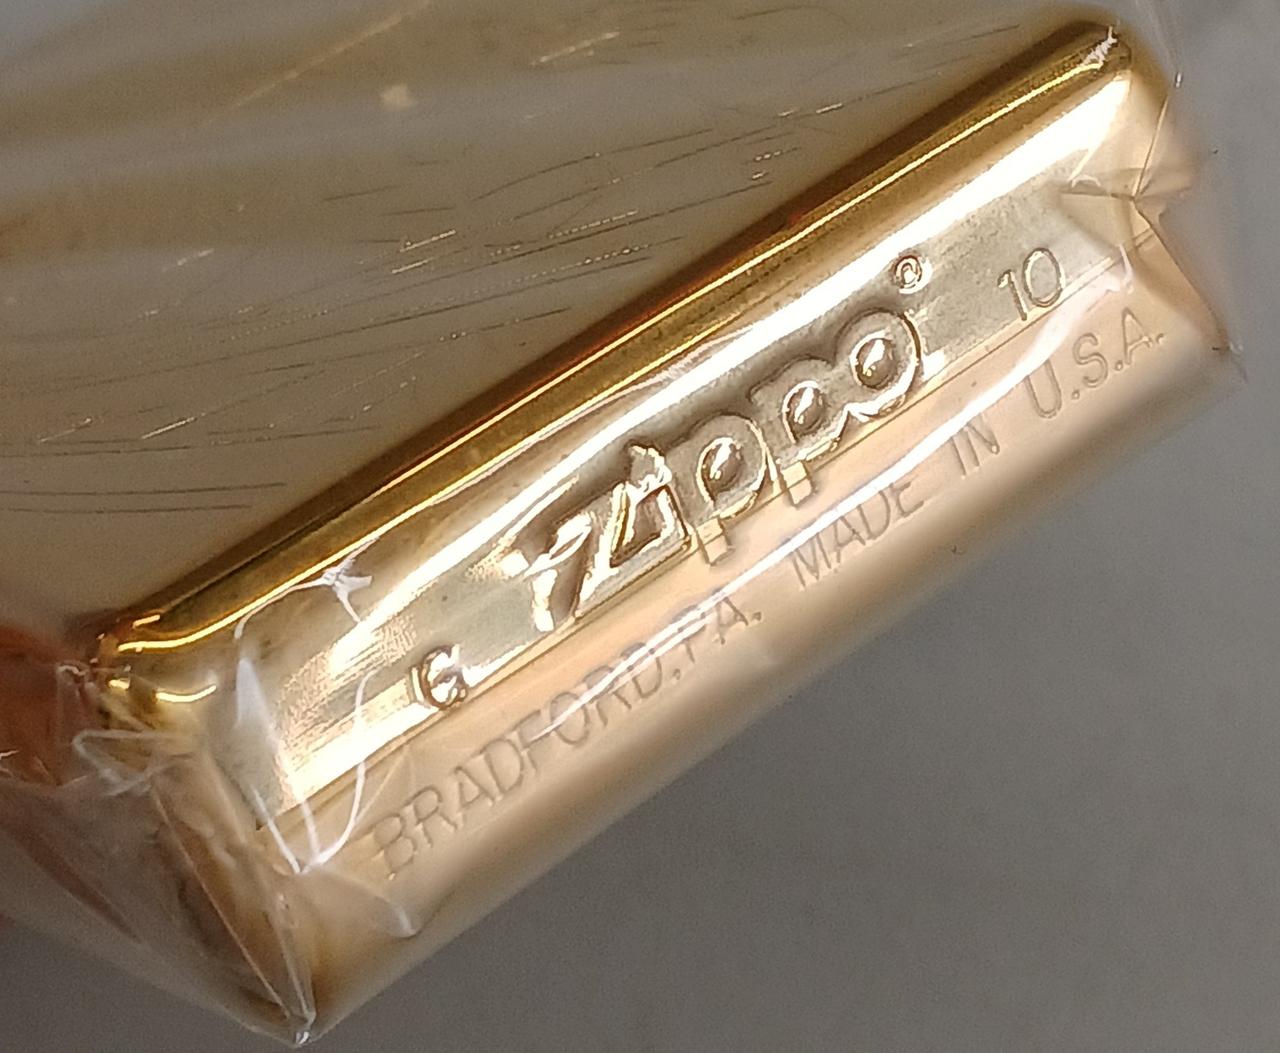 G zippo® 10
BRADFORD, PA. MADE IN U.S.A.